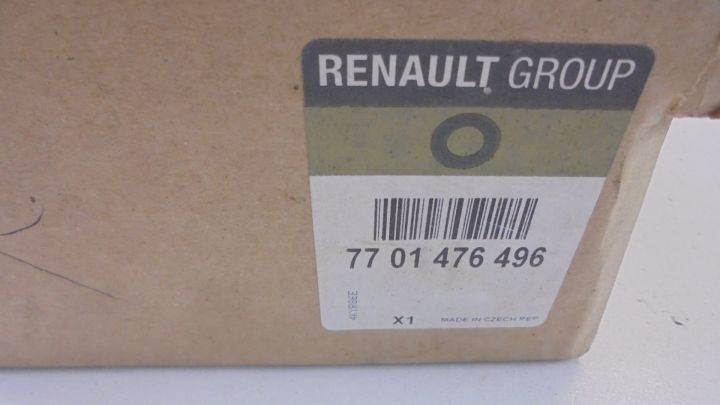 RENAULT GROUP
77 01 476 496
X1 MADE IN CZECH REP